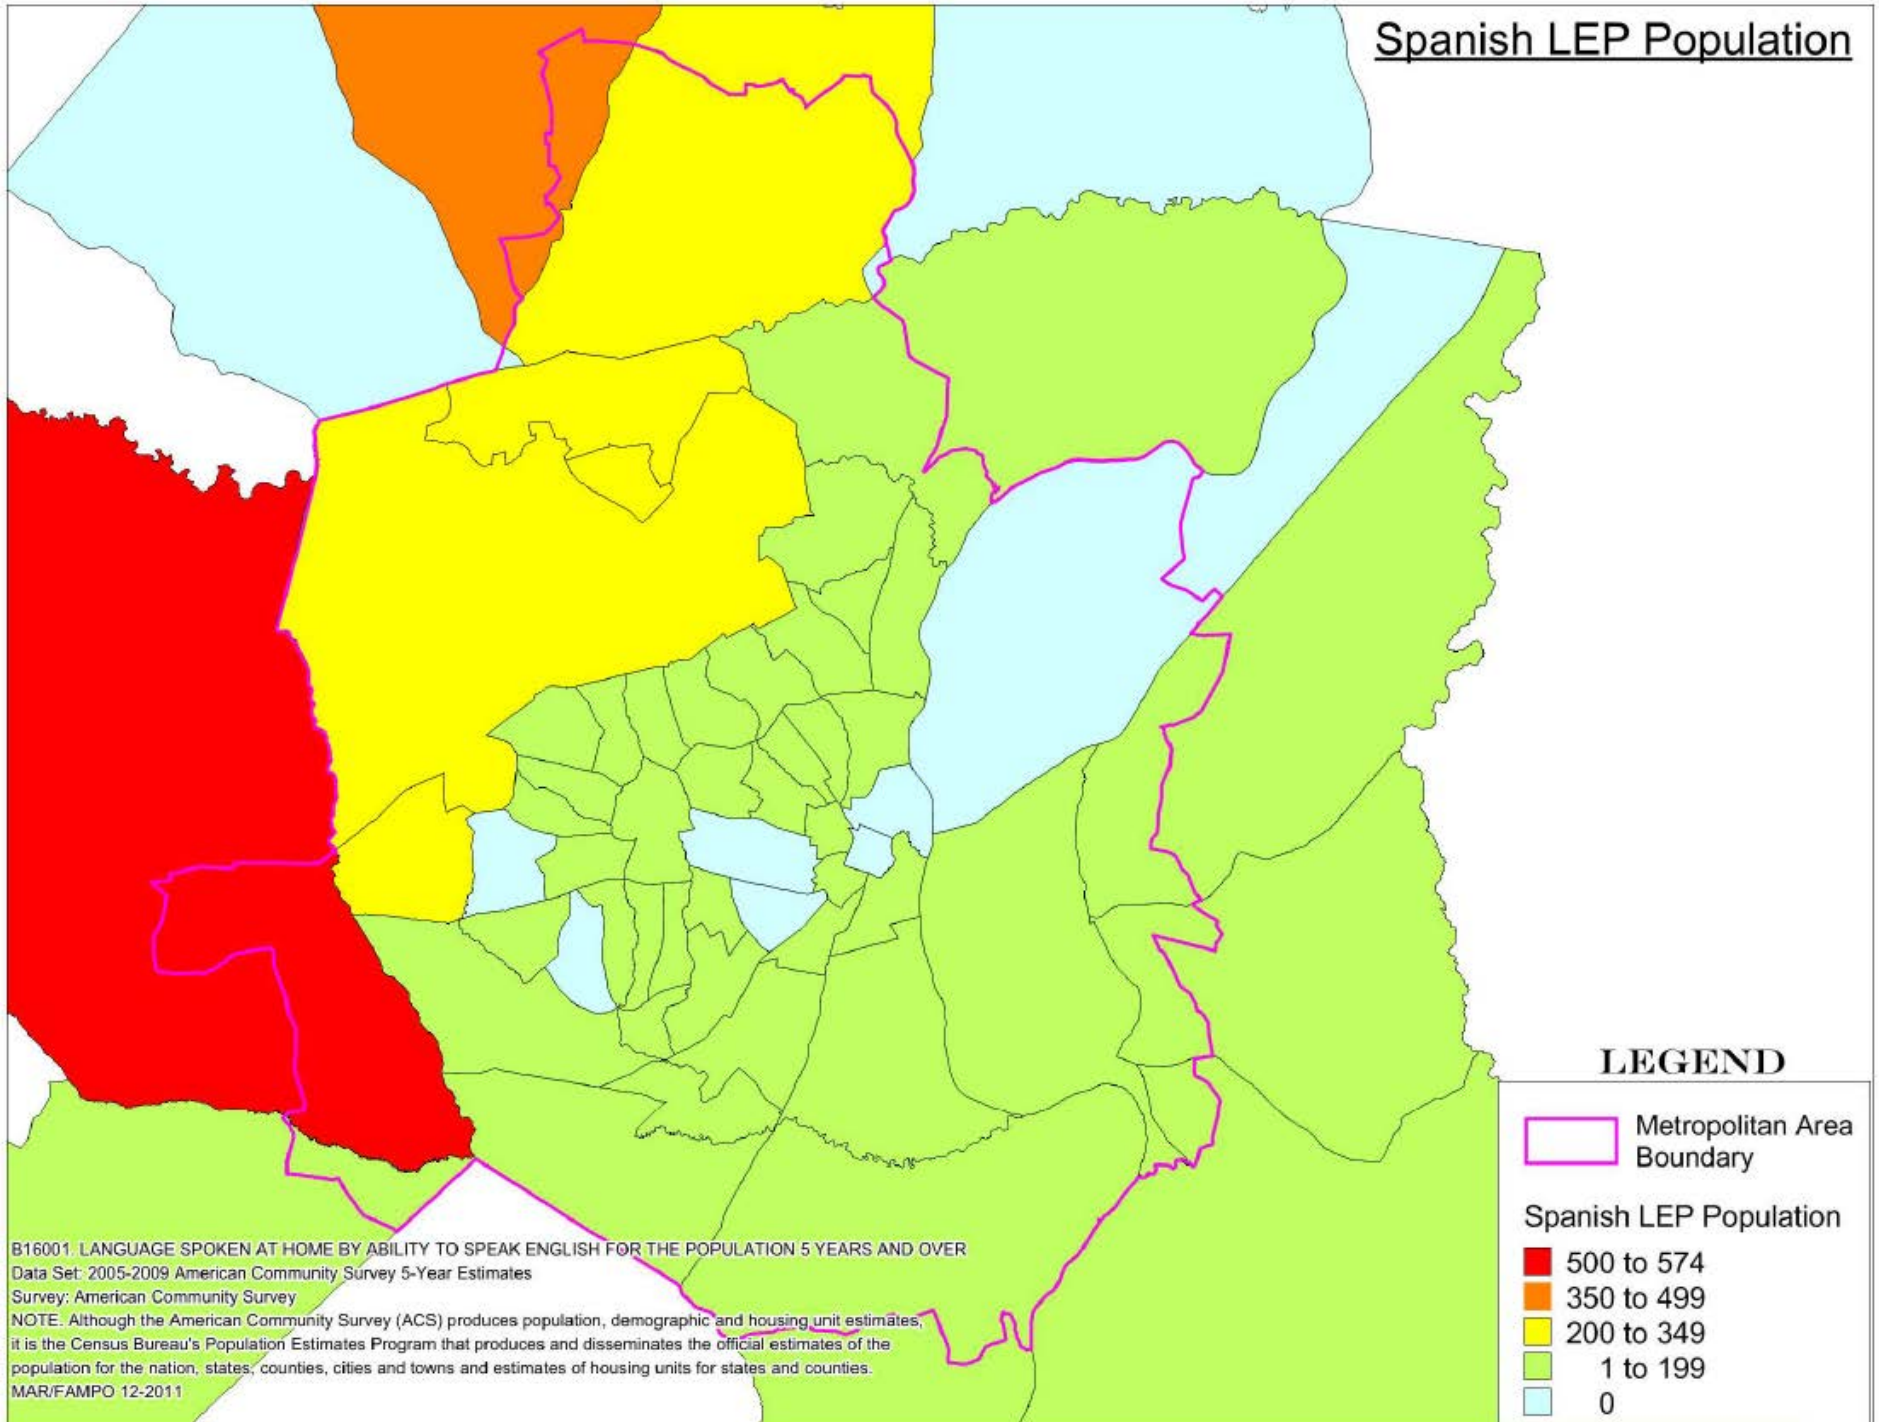 Spanish LEP Population
LEGEND
Metropolitan Area
Boundary
Spanish LEP Population
500 to 574
350 to 499
200 to 349
1 to 199
0
B16001. LANGUAGE SPOKEN AT HOME BY ABILITY TO SPEAK ENGLISH FOR THE POPULATION 5 YEARS AND OVER
Data Set: 2005-2009 American Community Survey 5-Year Estimates
Survey: American Community Survey
NOTE. Although the American Community Survey (ACS) produces population, demographic and housing unit estimates,
it is the Census Bureau's Population Estimates Program that produces and disseminates the official estimates of the
population for the nation, states, counties, cities and towns and estimates of housing units for states and counties.
MAR/FAMPO 12-2011